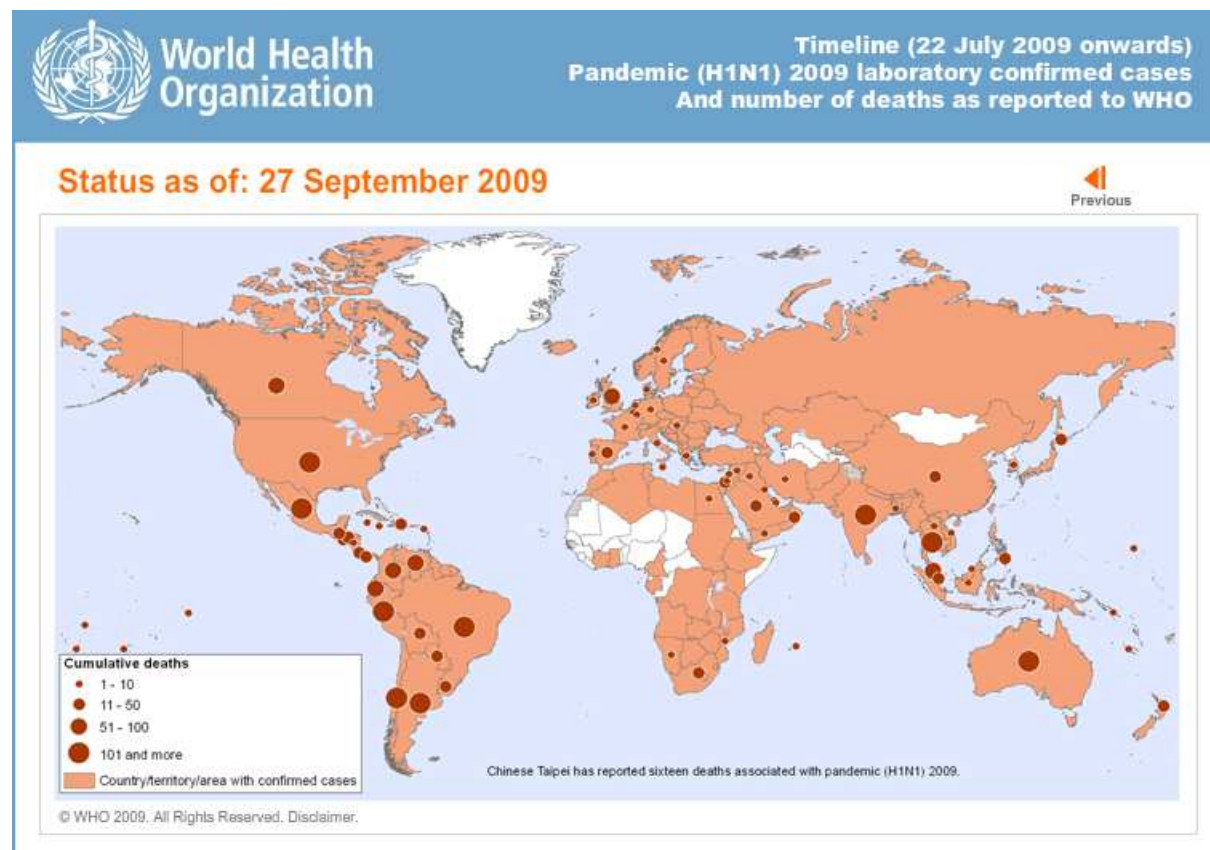 World Health
Organization
Timeline (22 July 2009 onwards)
Pandemic (H1N1) 2009 laboratory confirmed cases
And number of deaths as reported to WHO
Status as of: 27 September 2009
Previous
Cumulative deaths
1 - 10
11 - 50
51 - 100
101 and more
Country/territory/area with confirmed cases
Chinese Taipei has reported sixteen deaths associated with pandemic (H1N1) 2009.
© WHO 2009. All Rights Reserved. Disclaimer.